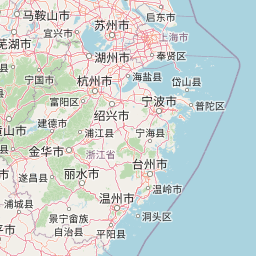 马鞍山市
苏州市
启东市
宜兴市
上海市
芜湖市
湖州市
奉贤区
宁国市
海盐县
杭州市
岱山县
富阳区
宁波市
普陀区
绍兴市
建德市
浦江县
宁海县
金华市
浙江省
台州市
遂昌县
丽水市
温岭市
浦城县
温州市
景宁畲族自治县
洞头区
平阳县